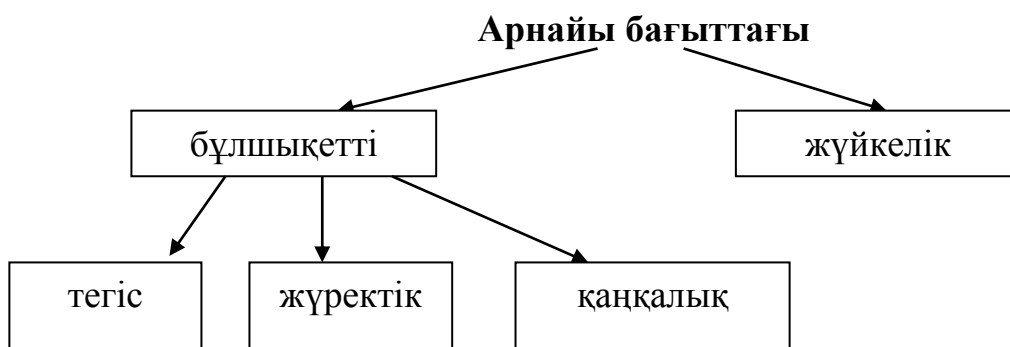 Арнайы бағыттағы
бұлшықетті
жүйкелік
тегіс
жүректік
қаңқалық